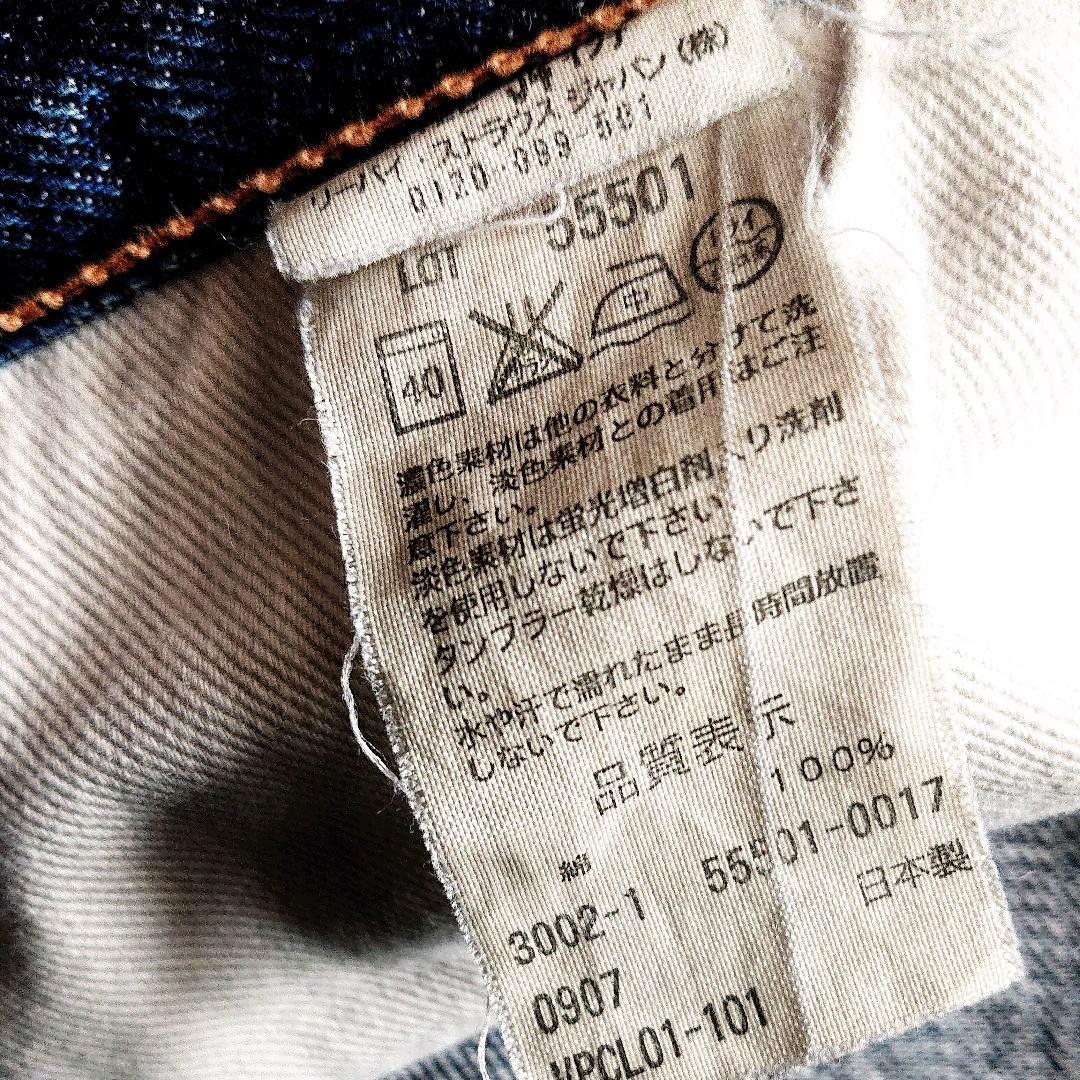 リーバイ・ストラウス ジャパン (株)
0120-099-501
LOT 55501
40
中
濃色素材は他の衣料と分けて洗
濯し、淡色素材との着用はご注
意下さい。
淡色素材は蛍光増白剤入り洗剤
を使用しないで下さい。
タンブラー乾燥はしないで下さ
い。
水や汗で濡れたまま長時間放置
しないで下さい。
品質表示
綿 100%
3002-1 55501-0017
0907 日本製
VPCL01-101